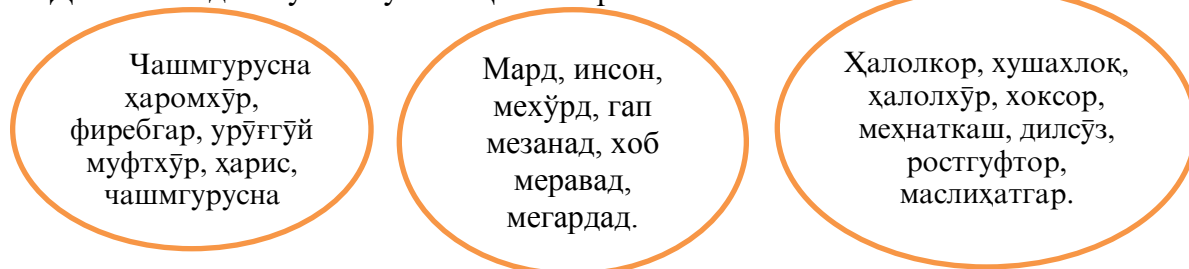 Чашмгурусна
ҳаромхӯр,
фиребгар, урӯғгӯй
муфтхӯр, ҳарис,
чашмгурусна
Мард, инсон,
мехўрд, гап
мезанад, хоб
меравад,
мегардад.
Ҳалолкор, хушахлоқ,
ҳалолхӯр, хоксор,
меҳнаткаш, дилсӯз,
ростгуфтор,
маслиҳатгар.